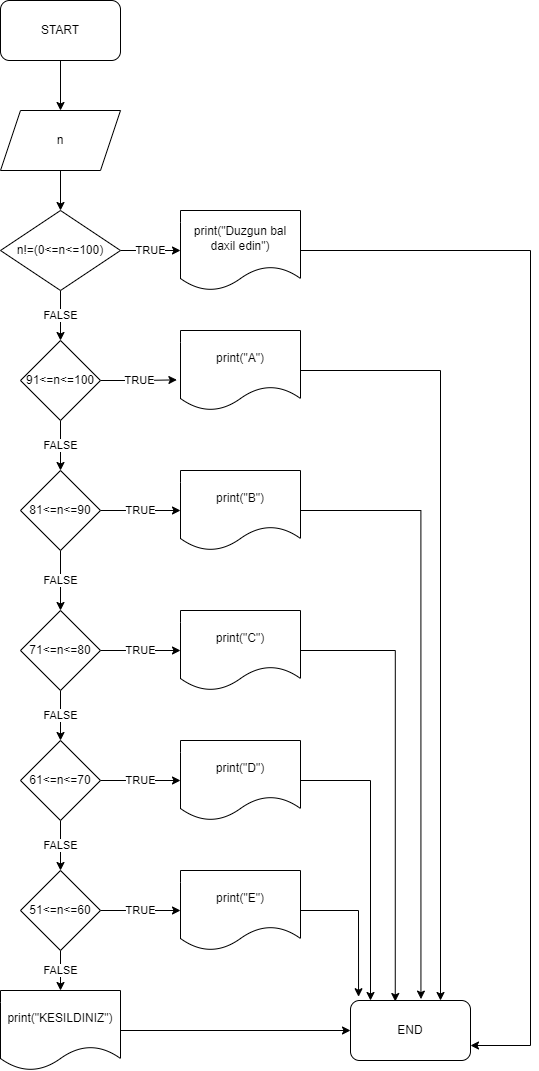 START
n
n!=(0<=n<=100)
TRUE
print("Duzgun bal
daxil edin")
FALSE
91<=n<=100
TRUE
print("A")
FALSE
81<=n<=90
TRUE
print("B")
FALSE
71<=n<=80
TRUE
print("C")
FALSE
61<=n<=70
TRUE
print("D")
FALSE
51<=n<=60
TRUE
print("E")
FALSE
print("KESILDINIZ")
END